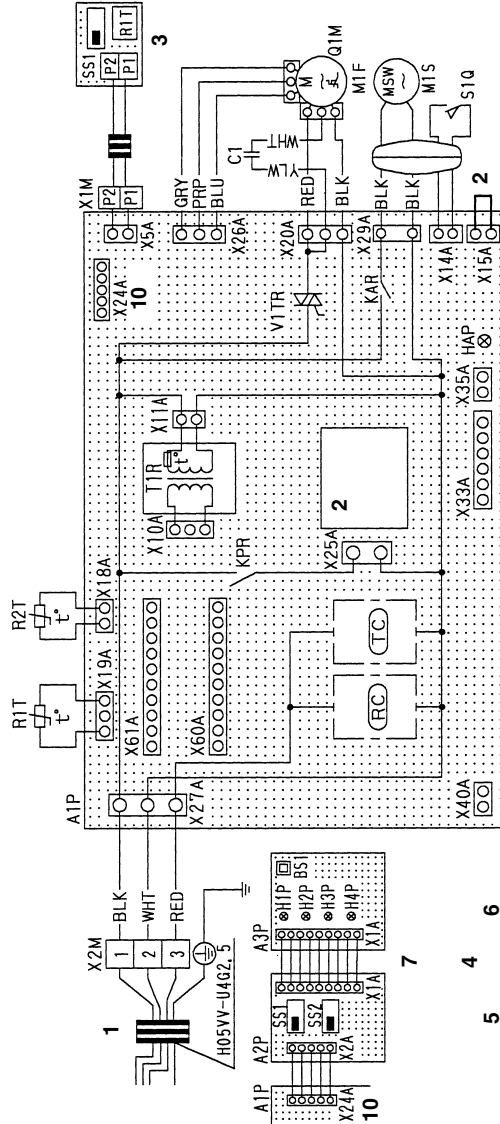 1
X2M
1
2
3
H05VV-U4G2,5
BLK
WHT
RED
A1P
X27A
R1T
t°
X19A
R2T
t°
X18A
X61A
X60A
KPR
X10A
T1R
t°
X11A
X25A
2
RC
TC
X40A
X33A
X35A
HAP
X24A
10
V1TR
KAR
X5A
X1M
P2
P1
SS1
P2
P1
R1T
3
X26A
GRY
PRP
BLU
X20A
RED
YLW
C1
WHT
BLK
M
~
Q1M
M1F
X29A
BLK
BLK
MSW
~
M1S
X14A
S1Q
X15A
2
A1P
X24A
10
A2P
X2A
SS1
SS2
X1A
A3P
X1A
H1P
H2P
H3P
H4P
BS1
7
5
4
6